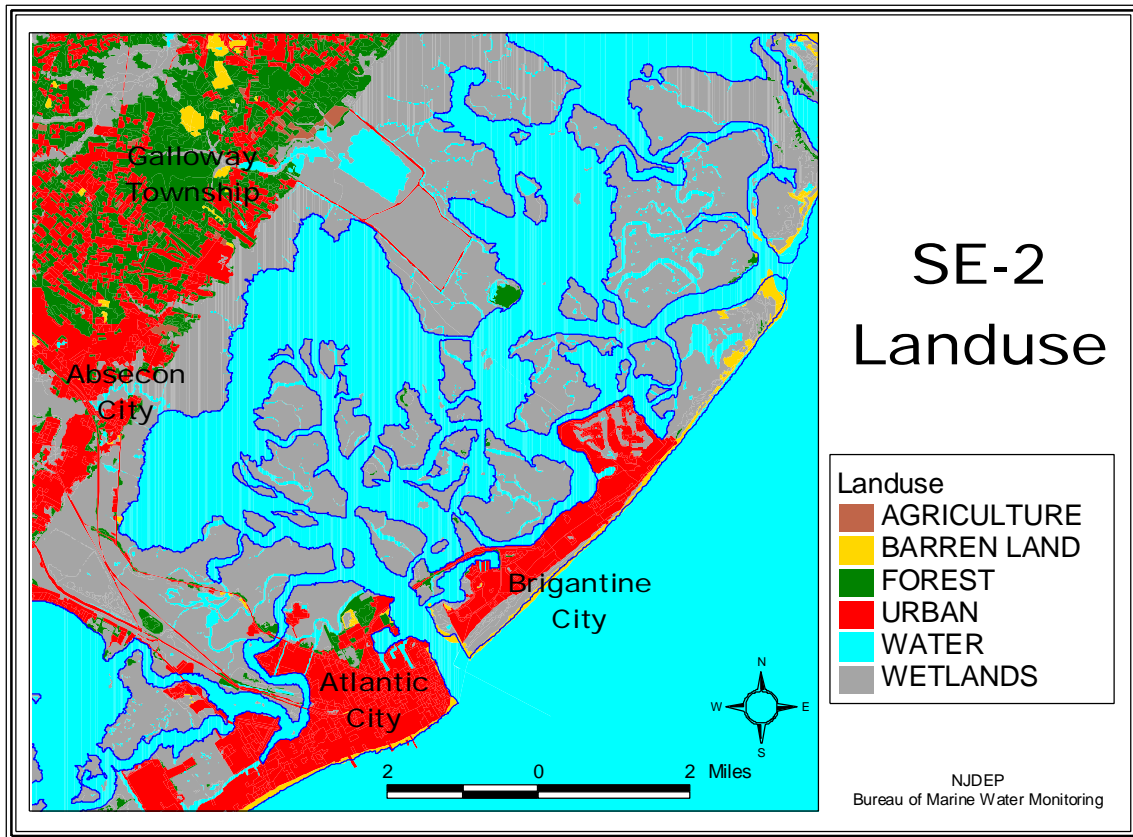 SE-2
Landuse
Galloway
Township
Absecon
City
Brigantine
City
Atlantic
City
N
W E
S
2 0 2 Miles
Landuse
AGRICULTURE
BARREN LAND
FOREST
URBAN
WATER
WETLANDS
NJDEP
Bureau of Marine Water Monitoring